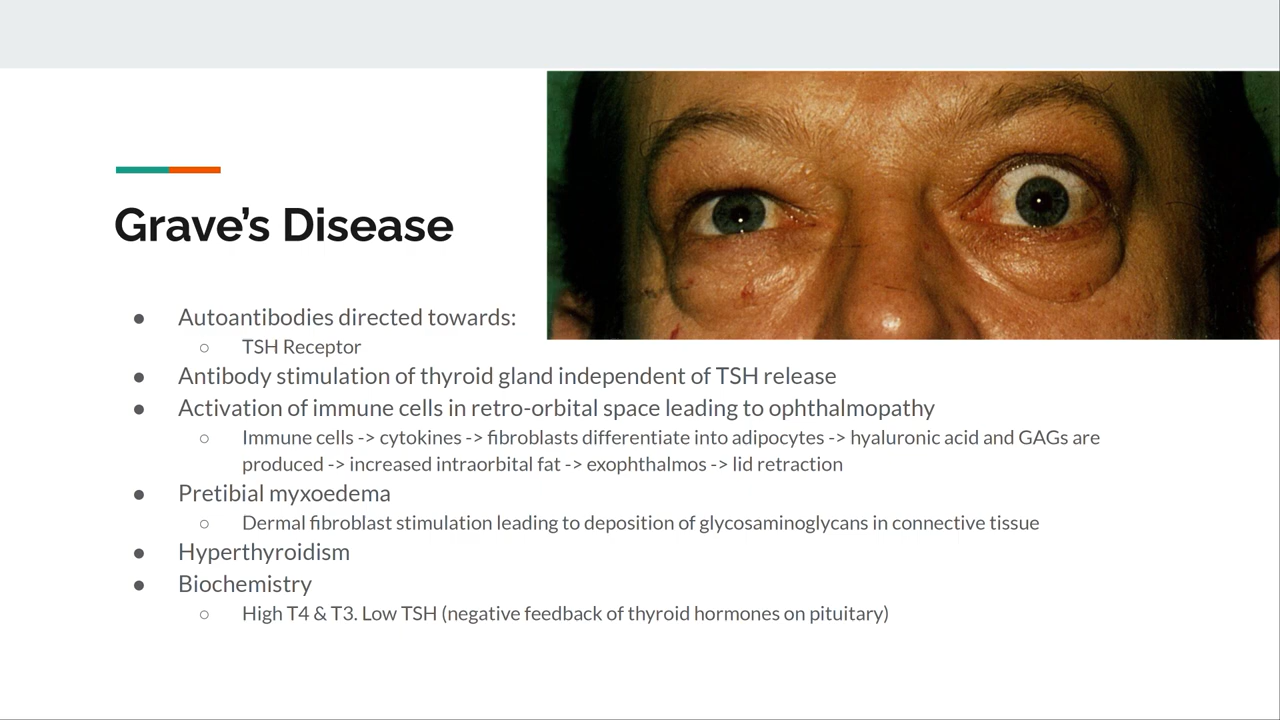 Grave’s Disease
● Autoantibodies directed towards:
○ TSH Receptor
● Antibody stimulation of thyroid gland independent of TSH release
● Activation of immune cells in retro-orbital space leading to ophthalmopathy
○ Immune cells -> cytokines -> fibroblasts differentiate into adipocytes -> hyaluronic acid and GAGs are
produced -> increased intraorbital fat -> exophthalmos -> lid retraction
● Pretibial myxoedema
○ Dermal fibroblast stimulation leading to deposition of glycosaminoglycans in connective tissue
● Hyperthyroidism
● Biochemistry
○ High T4 & T3. Low TSH (negative feedback of thyroid hormones on pituitary)